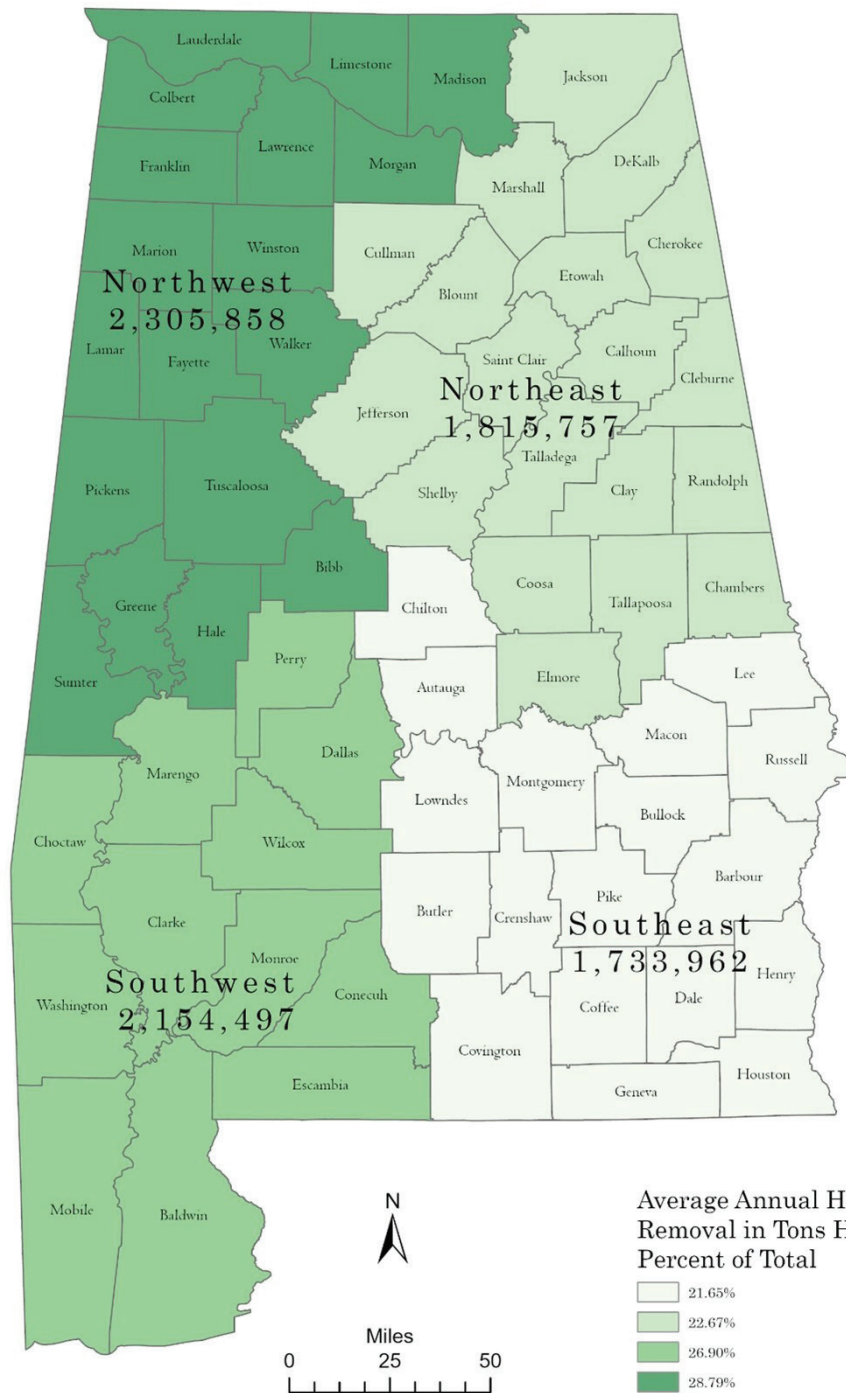 Lauderdale
Limestone
Madison
Jackson
Colbert
Lawrence
Franklin
Morgan
DeKalb
Marshall
Marion
Winston
Cullman
Cherokee
Blount
Etowah
Northwest
2,305,858
Lamar
Fayette
Walker
Saint Clair
Calhoun
Cleburne
Northeast
1,815,757
Jefferson
Talladega
Pickens
Tuscaloosa
Shelby
Clay
Randolph
Bibb
Greene
Hale
Coosa
Tallapoosa
Chambers
Chilton
Perry
Sumter
Autauga
Elmore
Lee
Macon
Dallas
Marengo
Montgomery
Russell
Lowndes
Bullock
Choctaw
Wilcox
Barbour
Clarke
Butler
Crenshaw
Pike
Southeast
1,733,962
Monroe
Southwest
2,154,497
Washington
Conecuh
Henry
Coffee
Dale
Covington
Escambia
Geneva
Houston
Mobile
Baldwin
N
Miles
0 25 50
Average Annual H
Removal in Tons H
Percent of Total
21.65%
22.67%
26.90%
28.79%